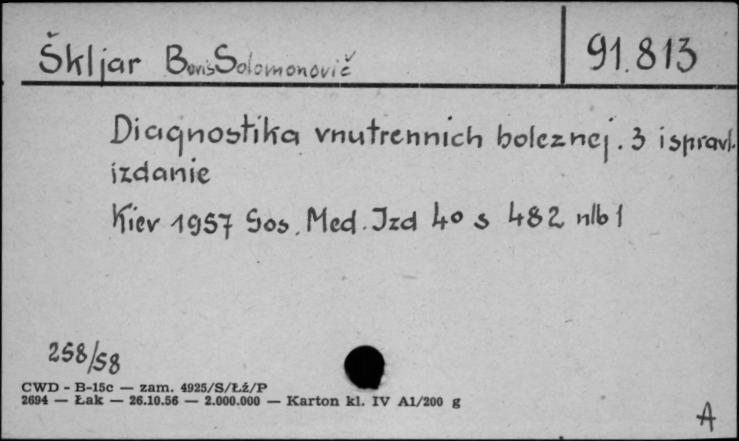 Škljar Boris Solomonovič
91.813
Diagnostika vnutrennich boleznej. 3 ispravl.
izdanie
Kiev 1957 Gos. Med. Izd 4° s 482 nlb 1
258/58
CWD - B-15c — zam. 4925/S/Łż/P
2694 — Łak — 26.10.56 — 2.000.000 — Karton kl. IV A1/200 g
A